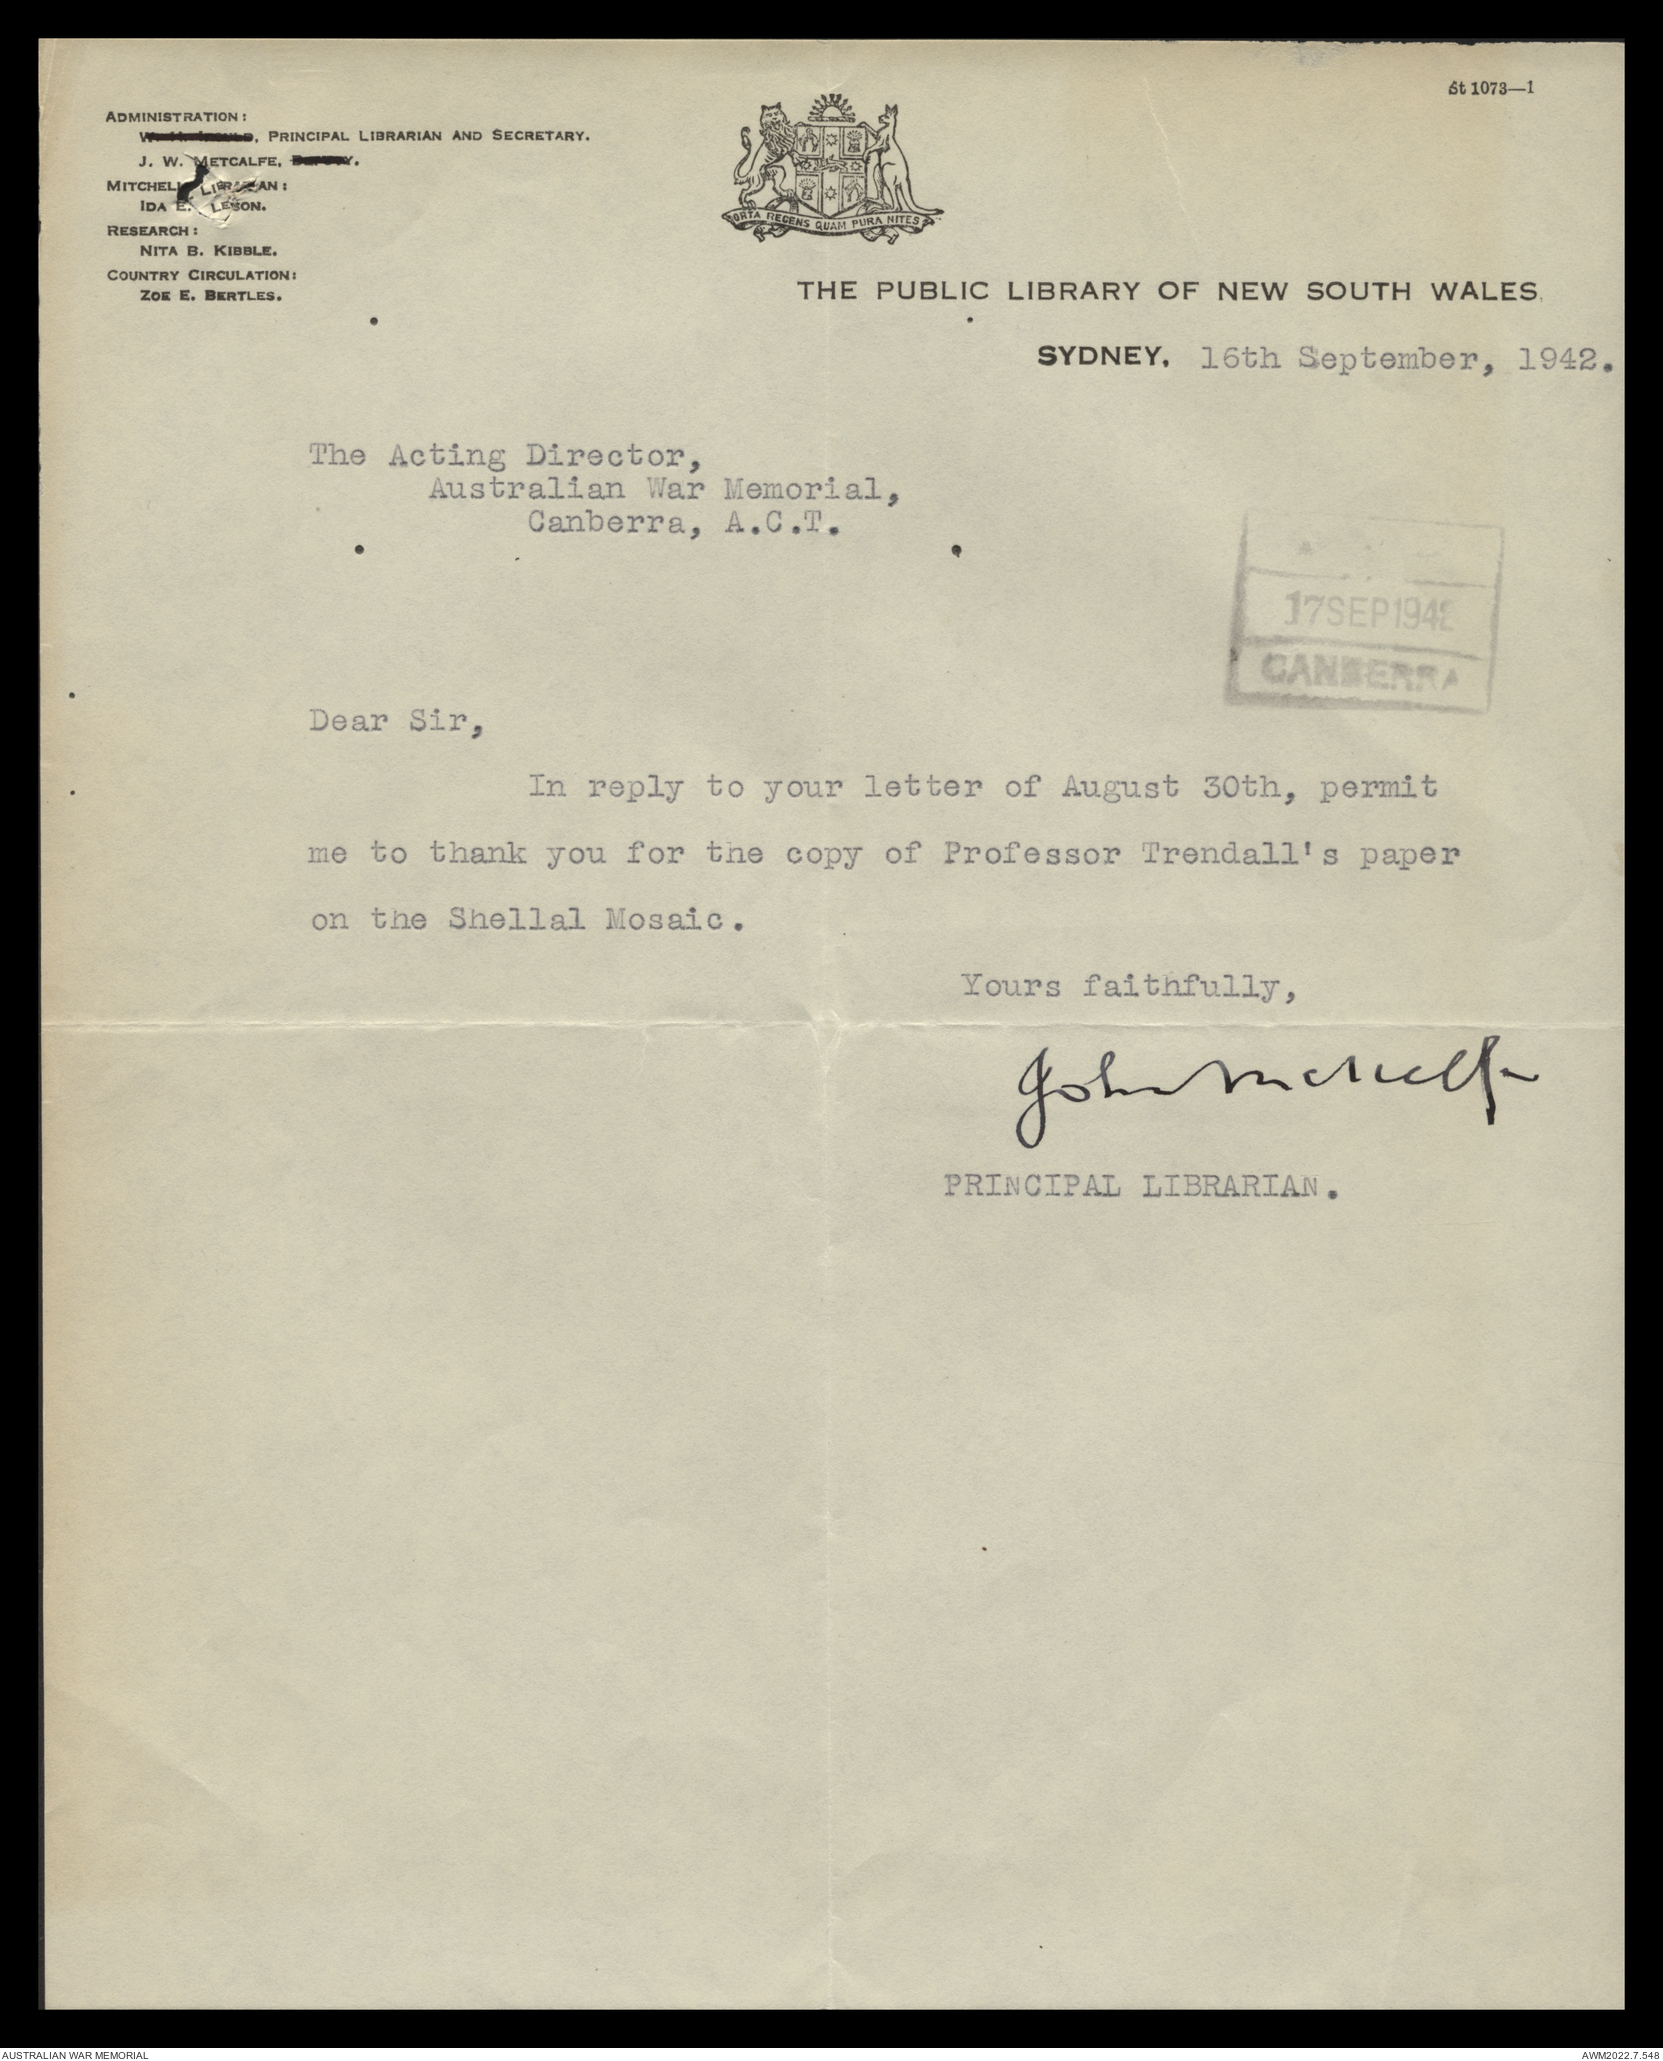 St 1073—1
ADMINISTRATION:
PRINCIPAL LIBRARIAN AND SECRETARY.
J. W. METCALFE,
MITCHELL LIBRARIAN:
IDA E. LEESON.
RESEARCH:
NITA B. KIBBLE.
COUNTRY CIRCULATION:
ZOE E. BERTLES.
ORTA RECENS QUAM PURA NITES
THE PUBLIC LIBRARY OF NEW SOUTH WALES.
SYDNEY, 16th September, 1942.
The Acting Director,
Australian War Memorial,
Canberra, A.C.T.
17 SEP 1942
CANBERRA
Dear Sir,
In reply to your letter of August 30th, permit
me to thank you for the copy of Professor Trendall's paper
on the Shellal Mosaic.
Yours faithfully,
John Metcalfe
PRINCIPAL LIBRARIAN.
AUSTRALIAN WAR MEMORIAL
AWM2022.7.548